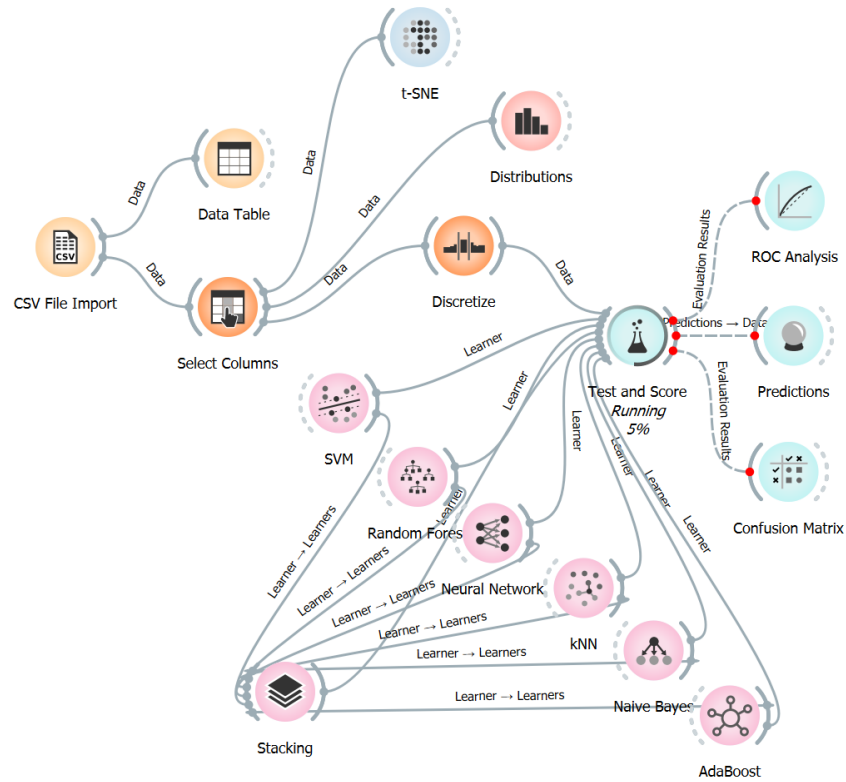 t-SNE
Data
Distributions
Data
Data Table
Data
CSV
CSV File Import
Data
Select Columns
Data
Discretize
Data
Evaluation Results
ROC Analysis
Predictions → Data
Test and Score
Running
5%
Predictions
Evaluation Results
Confusion Matrix
Learner
SVM
Learner
Random Fores
Learner
Learner
Neural Network
Learner
kNN
Learner
Naive Bayes
Learner
AdaBoost
Learner → Learners
Learner → Learners
Learner → Learners
Learner → Learners
Learner → Learners
Learner → Learners
Stacking